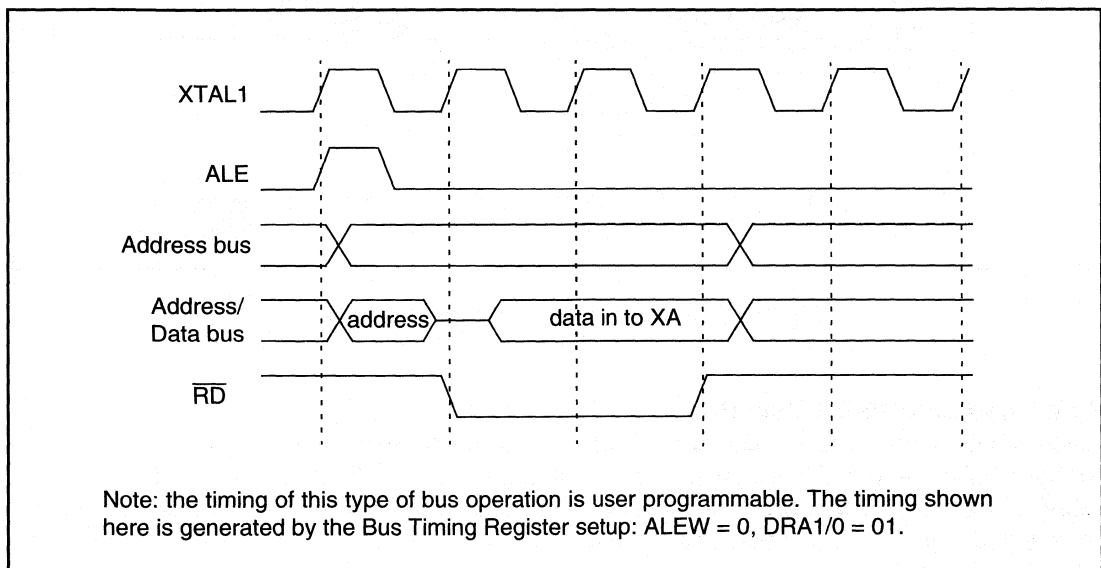 XTAL1
ALE
Address bus
Address/
Data bus
address
data in to XA
RD
Note: the timing of this type of bus operation is user programmable. The timing shown
here is generated by the Bus Timing Register setup: ALEW = 0, DRA1/0 = 01.